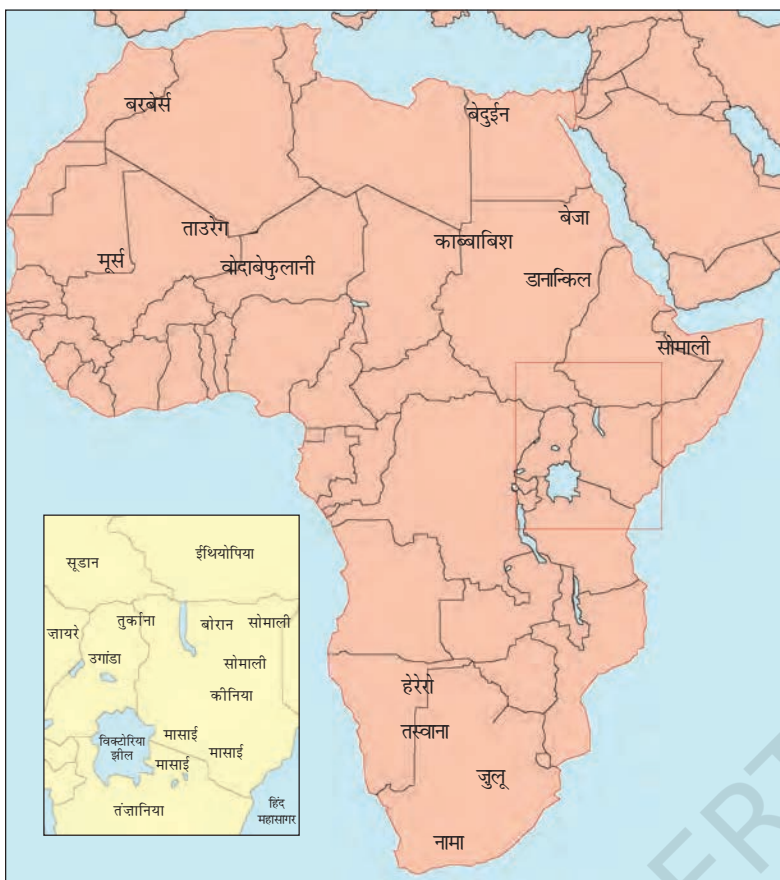 बरबेर्स
बेदुईन
ताउरेग
बेजा
मूर्स
वोदाबेफुलानी
काब्बाबिश
डानान्किल
सोमाली
सूडान
ईथियोपिया
ज़ायरे
तुर्काना
बोरान
सोमाली
उगांडा
सोमाली
कीनिया
विक्टोरिया
झील
मासाई
मासाई
मासाई
तंज़ानिया
हिंद
महासागर
हेरेरो
तस्वाना
ज़ुलू
नामा